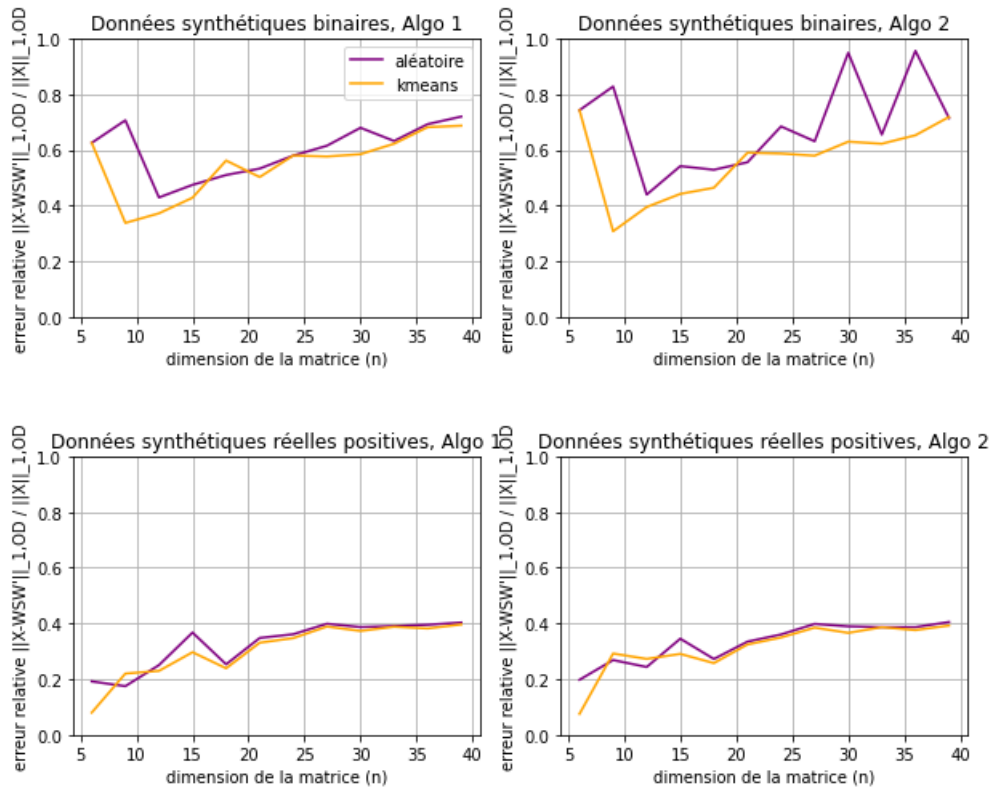 Données synthétiques binaires, Algo 1
erreur relative ||X-WSW'||_1,OD / ||X||_1,OD
1.0
0.8
0.6
0.4
0.2
0.0
aléatoire
kmeans
5 10 15 20 25 30 35 40
dimension de la matrice (n)
Données synthétiques binaires, Algo 2
erreur relative ||X-WSW'||_1,OD / ||X||_1,OD
1.0
0.8
0.6
0.4
0.2
0.0
5 10 15 20 25 30 35 40
dimension de la matrice (n)
Données synthétiques réelles positives, Algo 1
erreur relative ||X-WSW'||_1,OD / ||X||_1,OD
1.0
0.8
0.6
0.4
0.2
0.0
5 10 15 20 25 30 35 40
dimension de la matrice (n)
Données synthétiques réelles positives, Algo 2
erreur relative ||X-WSW'||_1,OD / ||X||_1,OD
1.0
0.8
0.6
0.4
0.2
0.0
5 10 15 20 25 30 35 40
dimension de la matrice (n)